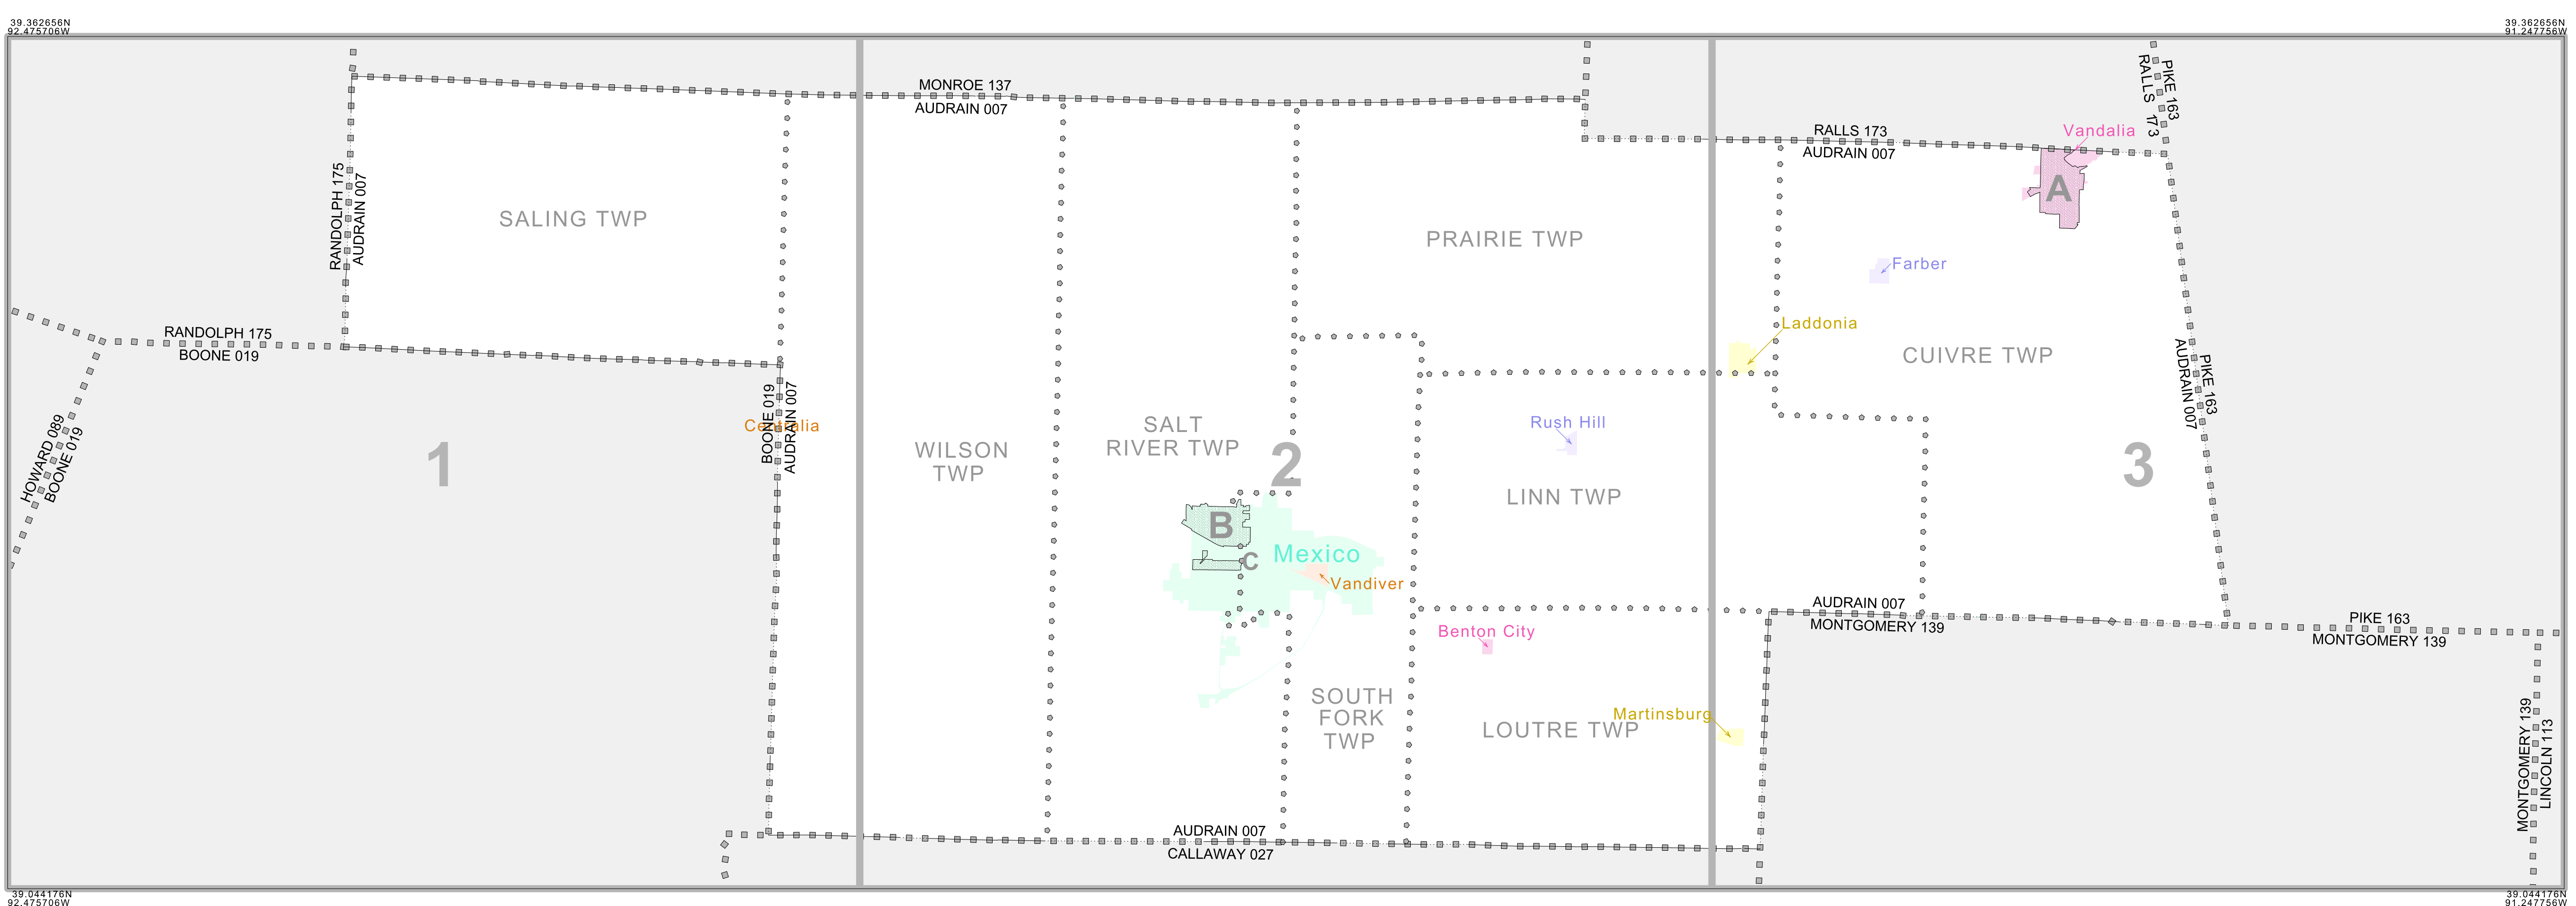 39.362656N
92.475706W
39.362656N
91.247756W
MONROE 137
AUDRAIN 007
RALLS 173
PIKE 163
RALLS 173
AUDRAIN 007
Vandalia
A
RANDOLPH 175
AUDRAIN 007
SALING TWP
PRAIRIE TWP
Farber
Laddonia
CUIVRE TWP
RANDOLPH 175
BOONE 019
AUDRAIN 007
PIKE 163
HOWARD 089
BOONE 019
1
Centralia
BOONE 019
AUDRAIN 007
WILSON
TWP
SALT
RIVER TWP
2
Rush Hill
LINN TWP
3
B
C
Mexico
Vandiver
Benton City
AUDRAIN 007
MONTGOMERY 139
PIKE 163
MONTGOMERY 139
SOUTH
FORK
TWP
LOUTRE TWP
Martinsburg
MONTGOMERY 139
LINCOLN 113
AUDRAIN 007
CALLAWAY 027
39.044176N
92.475706W
39.044176N
91.247756W